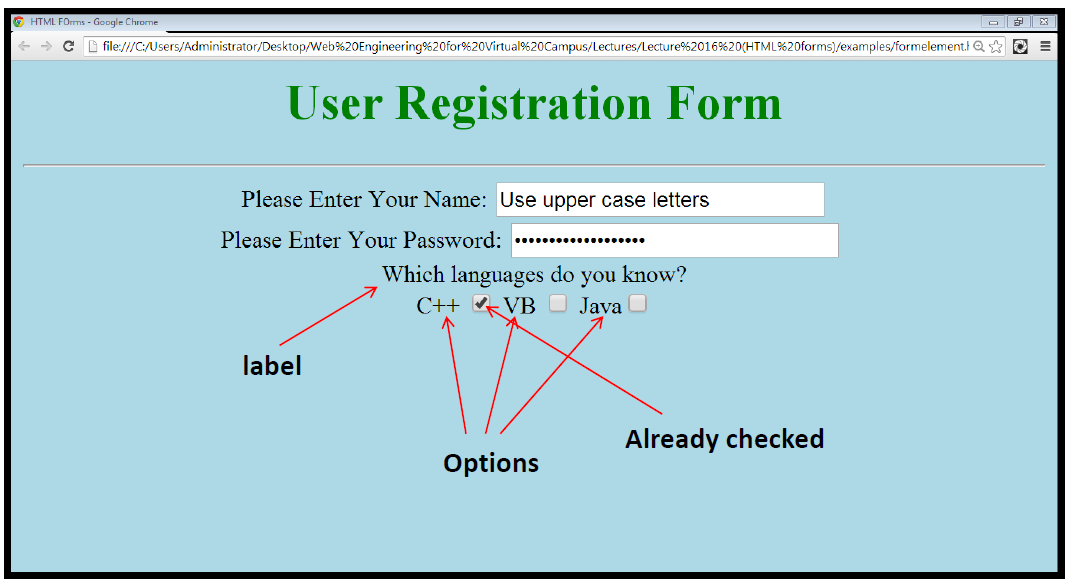 HTML FOrms - Google Chrome
file:///C:/Users/Administrator/Desktop/Web%20Engineering%20for%20Virtual%20Campus/Lectures/Lecture%2016%20(HTML%20forms)/examples/formelement.h
User Registration Form
Please Enter Your Name: Use upper case letters
Please Enter Your Password: •••••••••••••••••••
Which languages do you know?
C++ VB Java
label
Already checked
Options